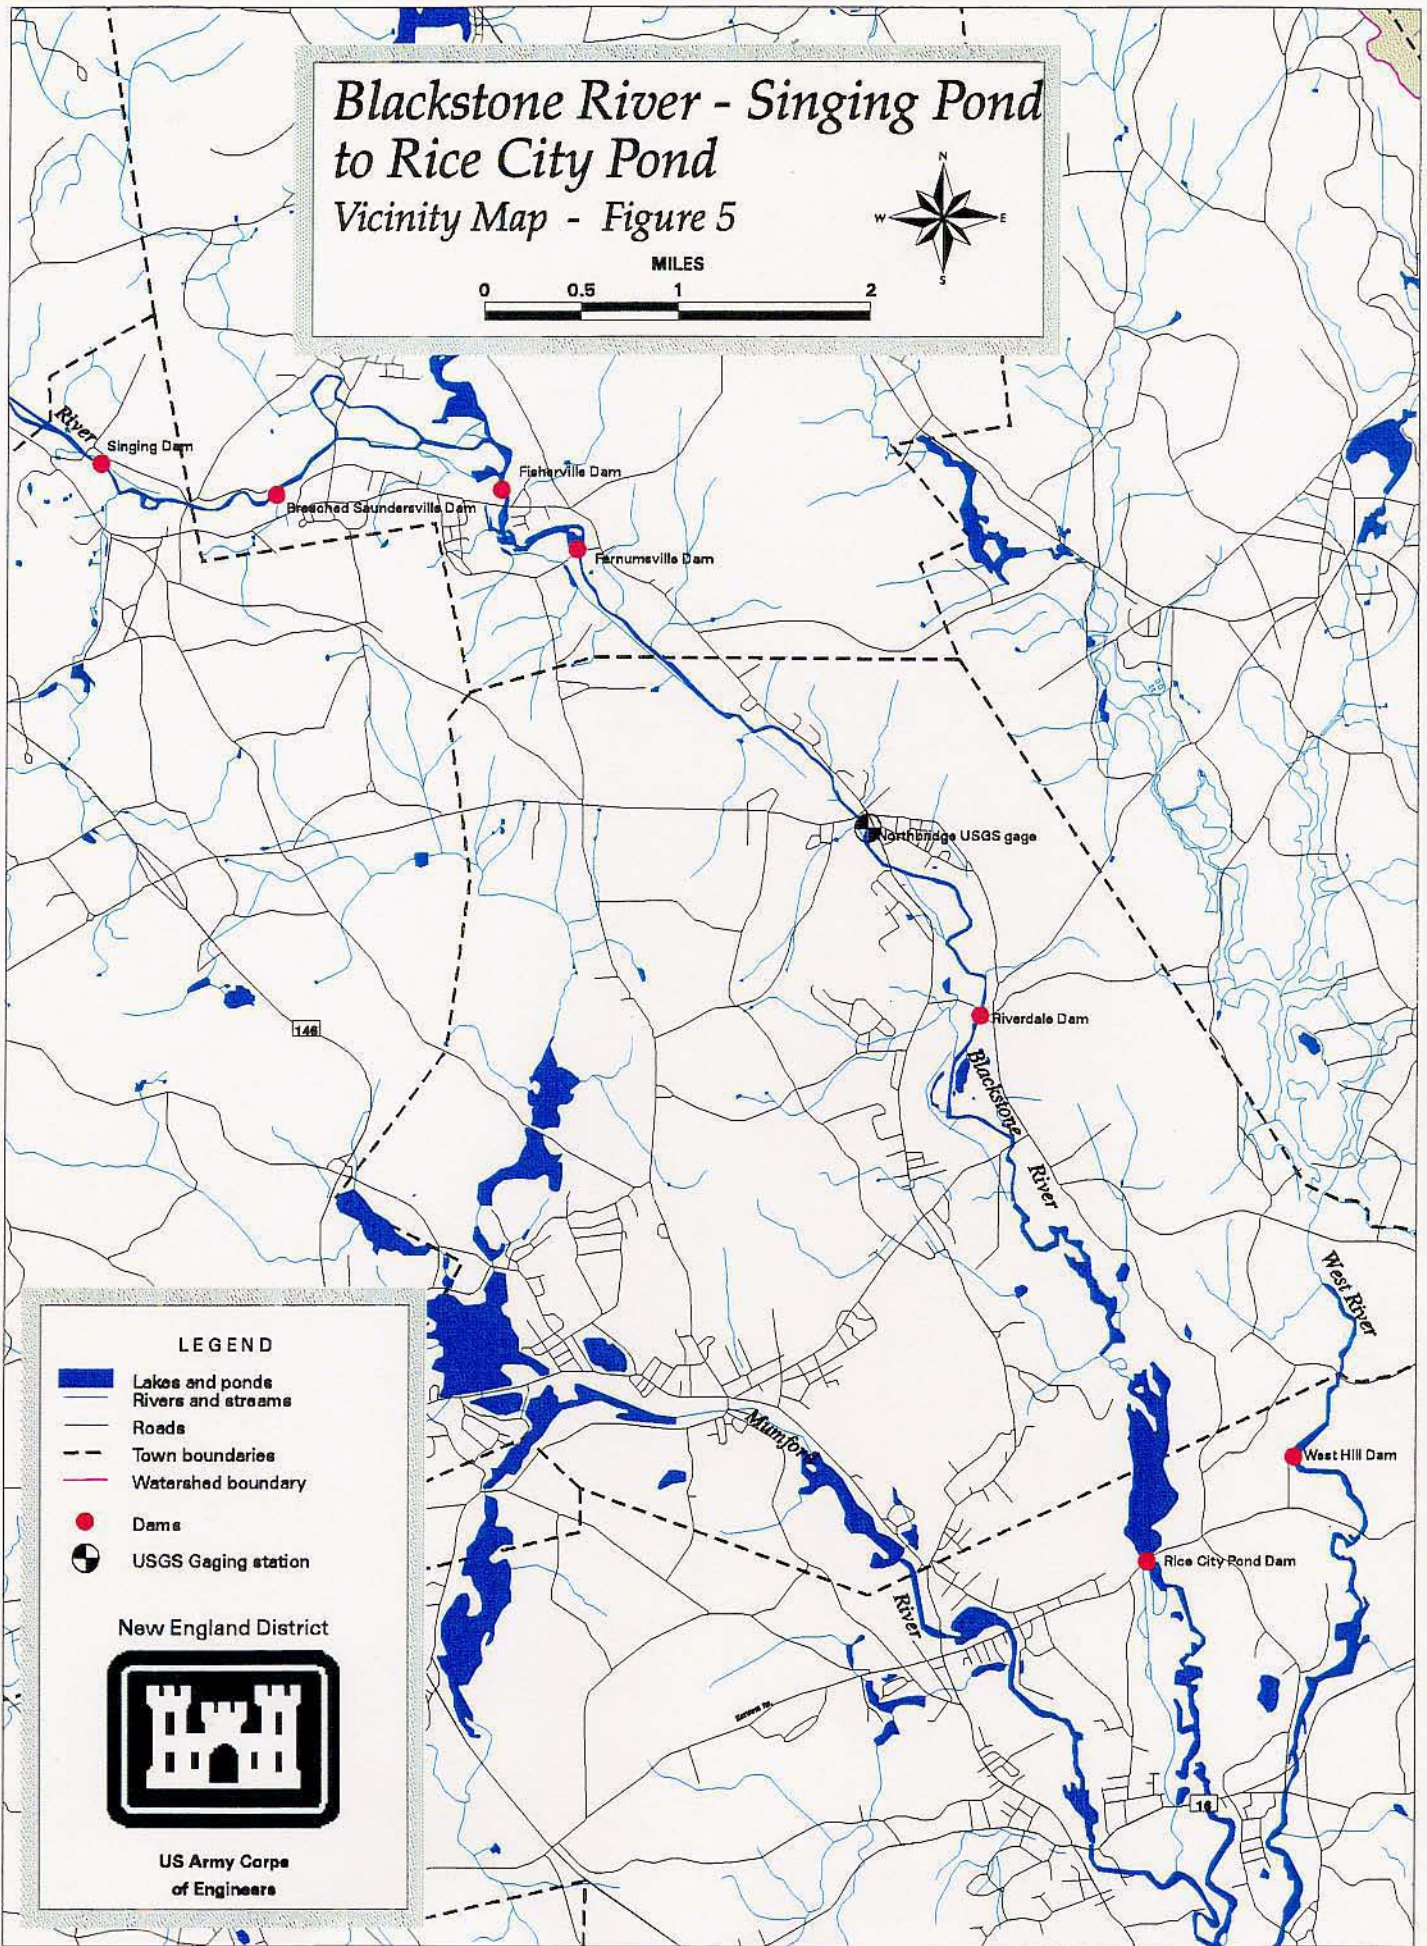 Blackstone River - Singing Pond
to Rice City Pond
Vicinity Map - Figure 5
N
W
E
S
MILES
0 0.5 1 2
River
Singing Dam
Breached Saundersville Dam
Fisherville Dam
Farnumsville Dam
Northbridge USGS gage
Riverdale Dam
146
Blackstone
River
West River
Mumford
River
West Hill Dam
Rice City Pond Dam
16
LEGEND
Lakes and ponds
Rivers and streams
Roads
Town boundaries
Watershed boundary
Dams
USGS Gaging station
New England District
US Army Corps
of Engineers